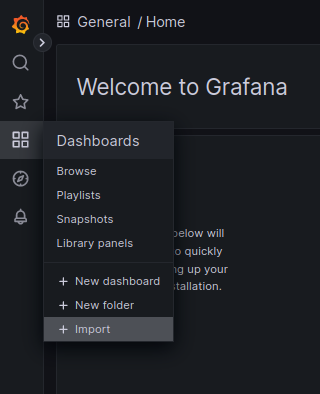 General / Home
Welcome to Grafana
Dashboards
Browse
Playlists
Snapshots
Library panels
below will
o quickly
ng up your
stallation.
+ New dashboard
+ New folder
+ Import